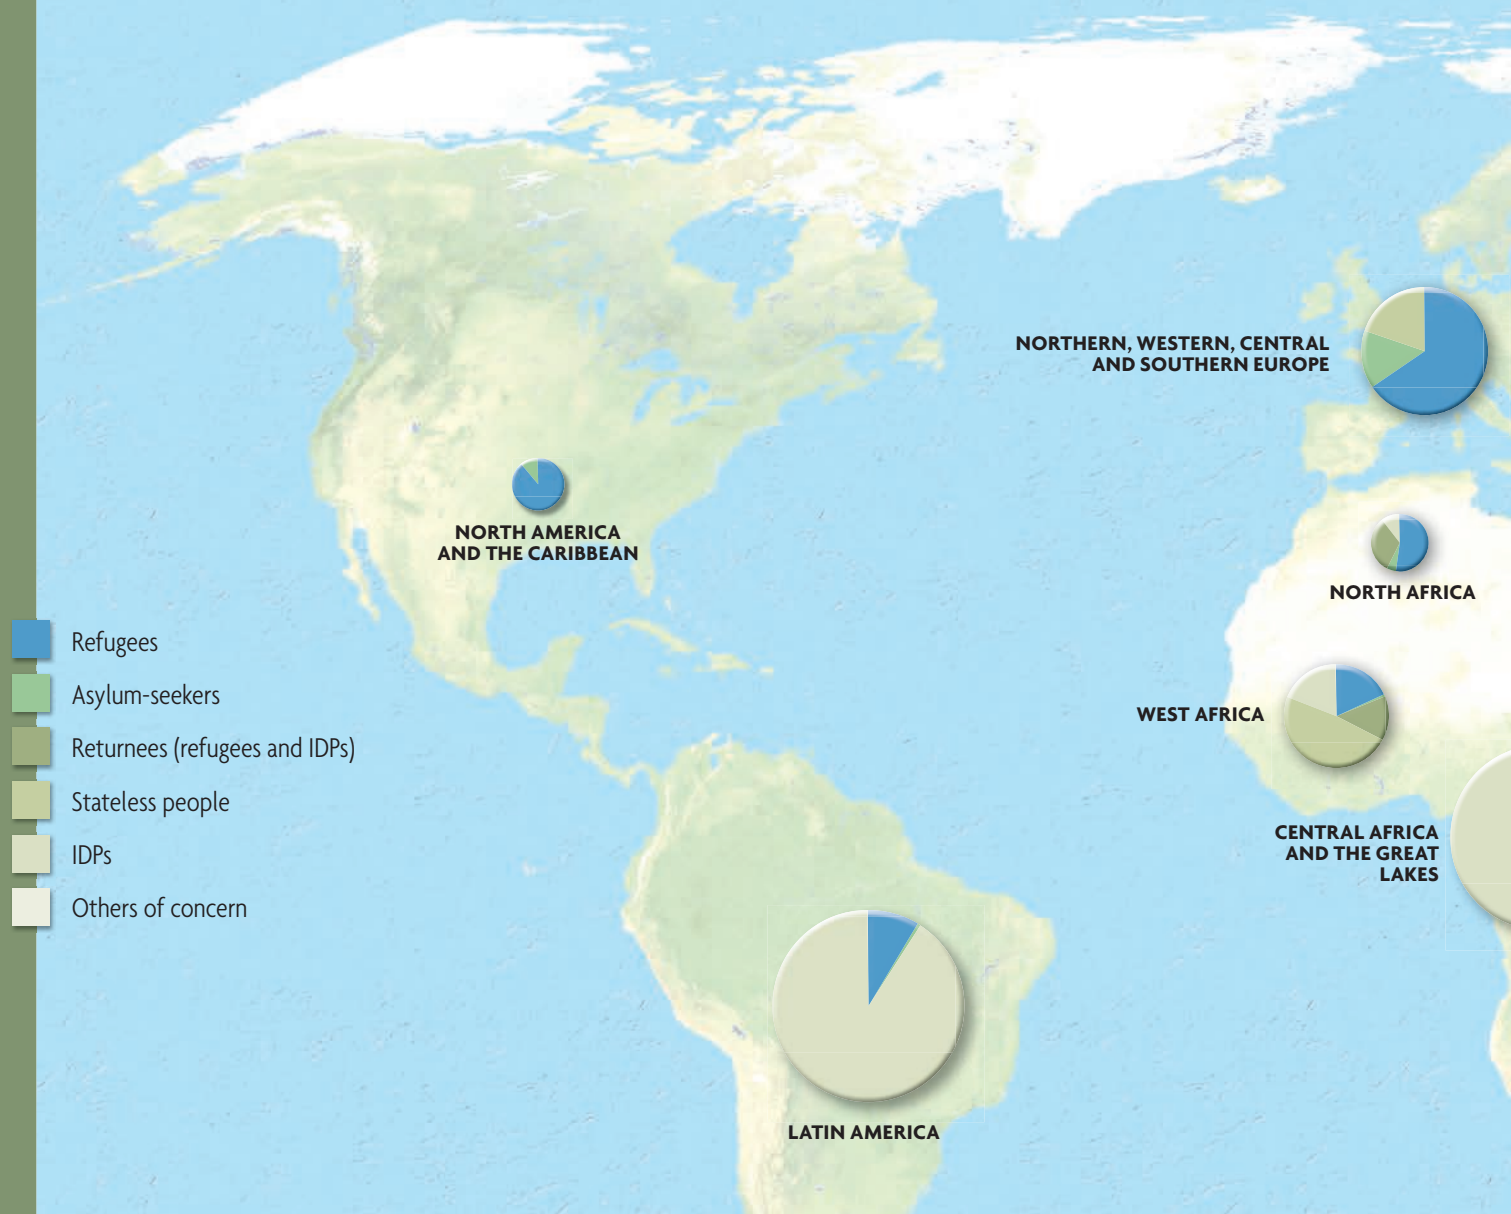 NORTHERN, WESTERN, CENTRAL
AND SOUTHERN EUROPE
NORTH AMERICA
AND THE CARIBBEAN
NORTH AFRICA
Refugees
Asylum-seekers
Returnees (refugees and IDPs)
Stateless people
IDPs
Others of concern
WEST AFRICA
CENTRAL AFRICA
AND THE GREAT
LAKES
LATIN AMERICA